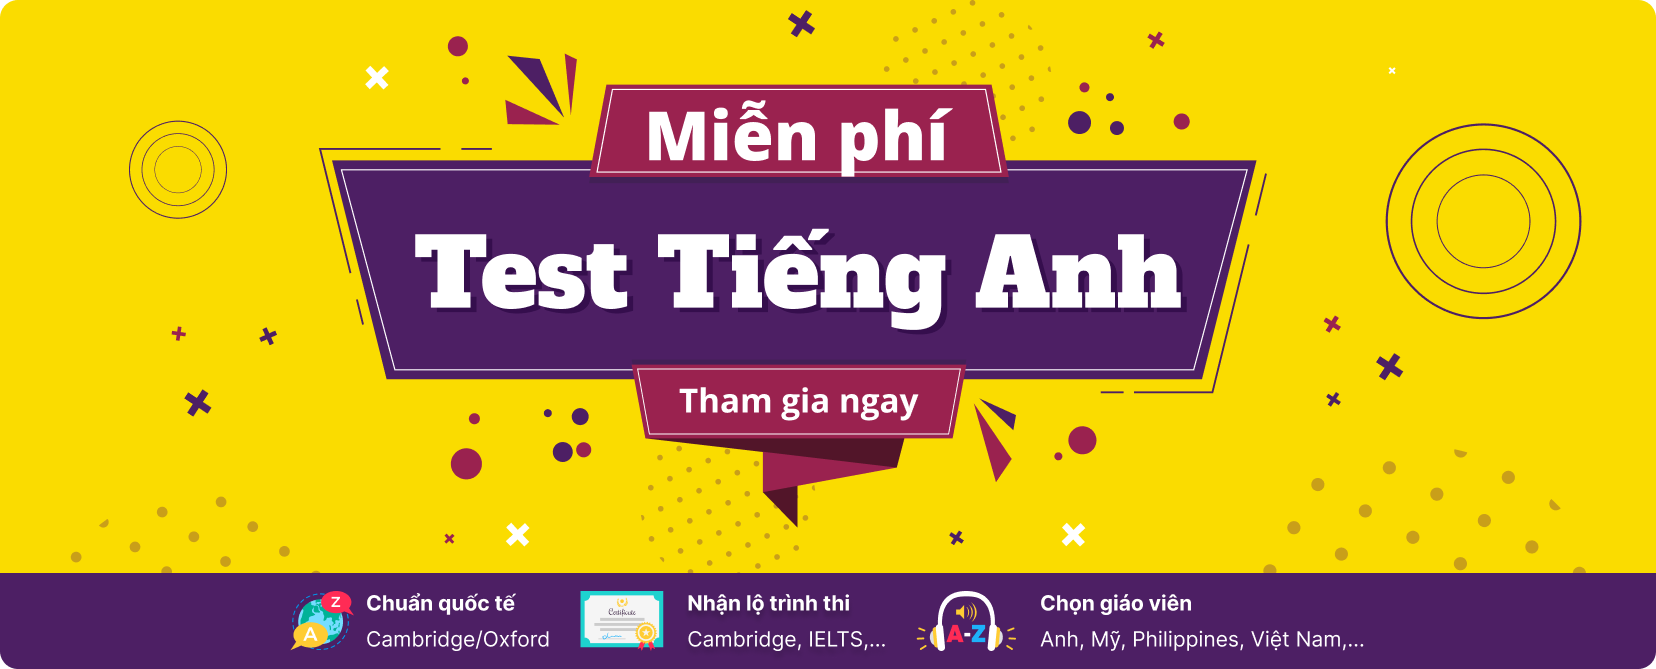 Miễn phí
Test Tiếng Anh
Tham gia ngay
Z
A
Chuẩn quốc tế
Cambridge/Oxford
Certificate
Nhận lộ trình thi
Cambridge, IELTS,...
A-Z
Chọn giáo viên
Anh, Mỹ, Philippines, Việt Nam,...